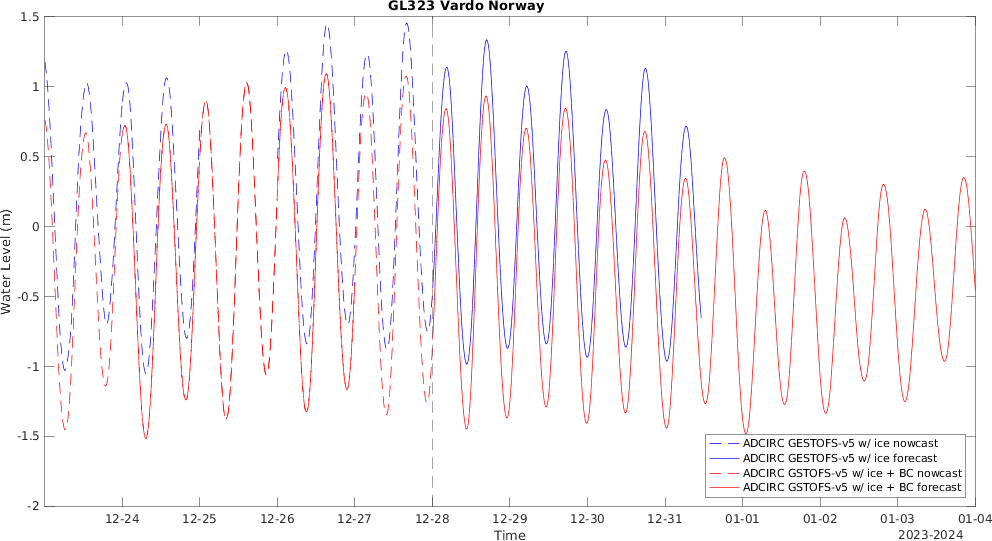 GL323 Vardo Norway
1.5
1
0.5
0
-0.5
-1
-1.5
-2
Water Level (m)
ADCIRC GESTOFS-v5 w/ ice nowcast
ADCIRC GESTOFS-v5 w/ ice forecast
ADCIRC GSTOFS-v5 w/ ice + BC nowcast
ADCIRC GSTOFS-v5 w/ ice + BC forecast
12-24 12-25 12-26 12-27 12-28 12-29 12-30 12-31 01-01 01-02 01-03 01-04
Time
2023-2024